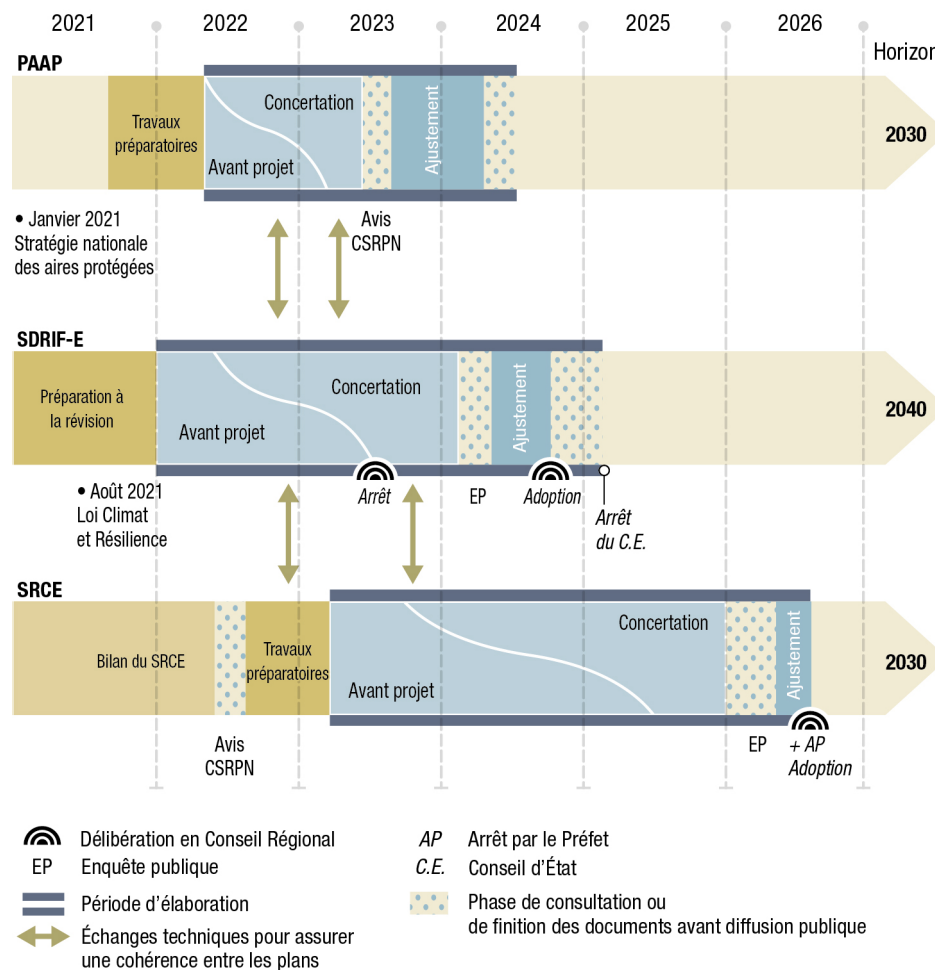 2021 2022 2023 2024 2025 2026
Horizon
PAAP
Travaux
préparatoires
Concertation
Avant projet
Ajustement
2030
• Janvier 2021
Stratégie nationale
des aires protégées
Avis
CSRPN
SDRIF-E
Préparation à
la révision
Concertation
Avant projet
Ajustement
2040
• Août 2021
Loi Climat
et Résilience
Arrêt
EP
Adoption
Arrêt
du C.E.
SRCE
Bilan du SRCE
Travaux
préparatoires
Concertation
Avant projet
Ajustement
2030
Avis
CSRPN
EP
+ AP
Adoption
Délibération en Conseil Régional
EP Enquête publique
Période d'élaboration
Échanges techniques pour assurer
une cohérence entre les plans
AP Arrêt par le Préfet
C.E. Conseil d'État
Phase de consultation ou
de finition des documents avant diffusion publique